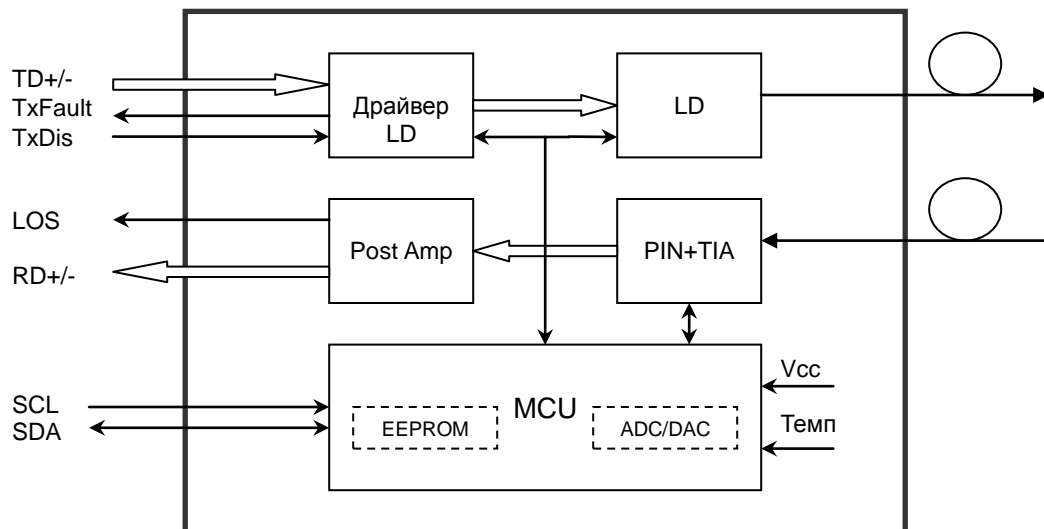 TD+/-
TxFault
TxDis
Драйвер
LD
LD
LOS
RD+/-
Post Amp
PIN+TIA
SCL
SDA
MCU
EEPROM
ADC/DAC
Vcc
Темп